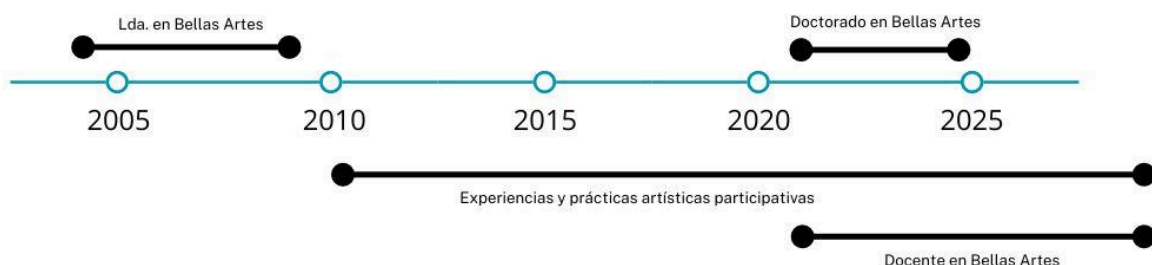 Lda. en Bellas Artes
Doctorado en Bellas Artes
2005 2010 2015 2020 2025
Experiencias y prácticas artísticas participativas
Docente en Bellas Artes